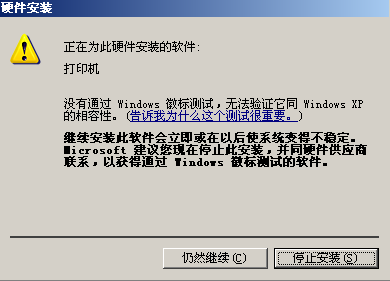 硬件安装
正在为此硬件安装的软件:
打印机
没有通过 Windows 徽标测试，无法验证它同 Windows XP
的相容性。(告诉我为什么这个测试很重要。)
继续安装此软件会立即或在以后使系统变得不稳定。
Microsoft 建议您现在停止此安装，并同硬件供应商
联系，以获得通过 Windows 徽标测试的软件。
仍然继续(C)
停止安装(S)